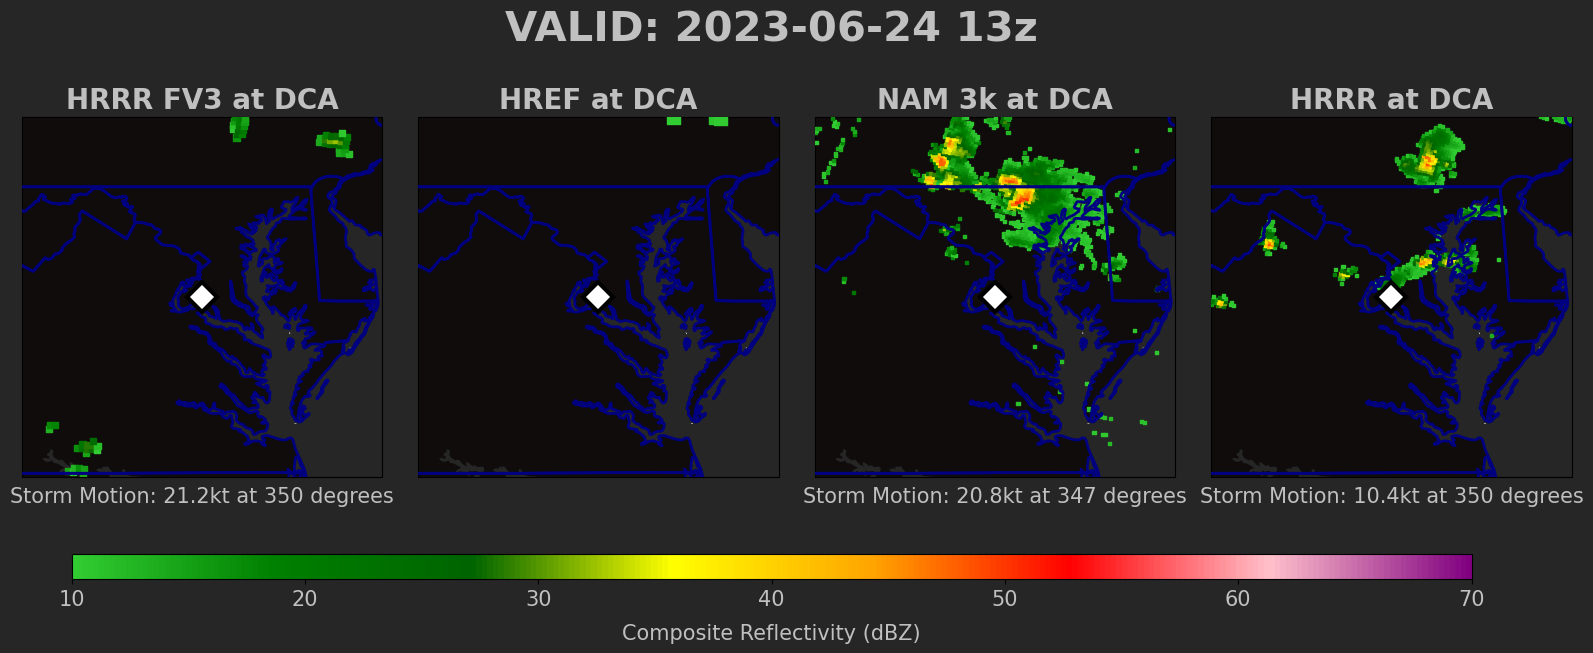 VALID: 2023-06-24 13z
HRRR FV3 at DCA
HREF at DCA
NAM 3k at DCA
HRRR at DCA
Storm Motion: 21.2kt at 350 degrees
Storm Motion: 20.8kt at 347 degrees
Storm Motion: 10.4kt at 350 degrees
10 20 30 40 50 60 70
Composite Reflectivity (dBZ)